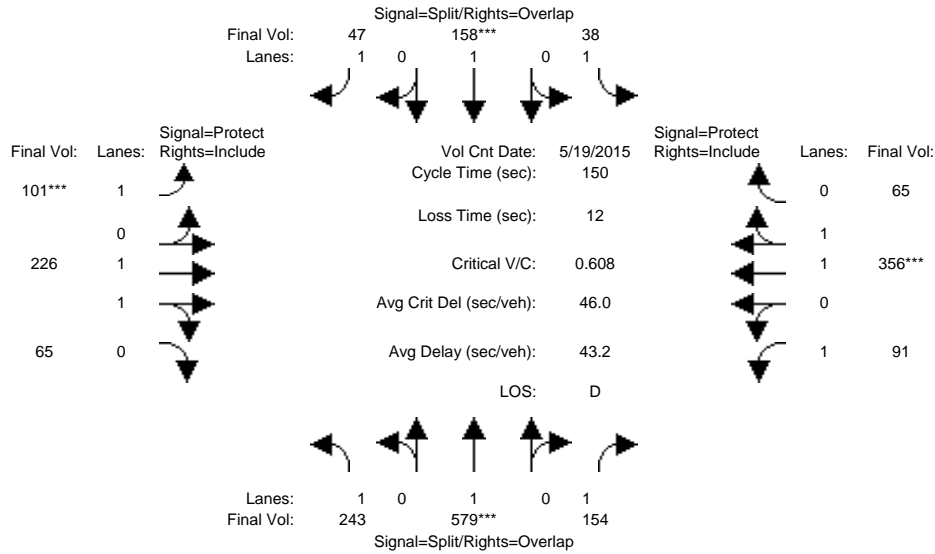 Signal=Split/Rights=Overlap
Final Vol: 47 158*** 38
Lanes: 1 0 1 0 1
Signal=Protect Signal=Protect
Final Vol: Lanes: Rights=Include Vol Cnt Date: 5/19/2015 Rights=Include Lanes: Final Vol:
Cycle Time (sec): 150
101*** 1 0 65
Loss Time (sec): 12
0 1
226 1 Critical V/C: 0.608 1 356***
1 Avg Crit Del (sec/veh): 46.0 0
65 0 Avg Delay (sec/veh): 43.2 1 91
LOS: D
Lanes: 1 0 1 0 1
Final Vol: 243 579*** 154
Signal=Split/Rights=Overlap